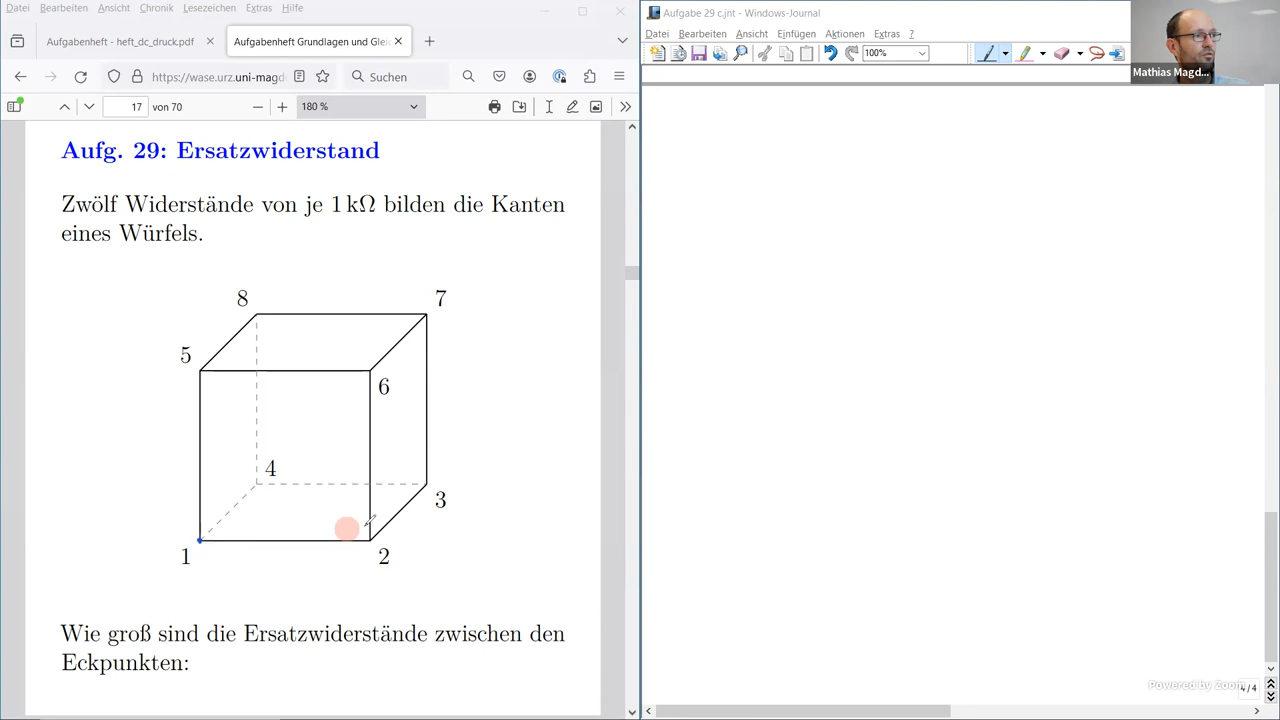 Datei Bearbeiten Ansicht Chronik Lesezeichen Extras Hilfe
Aufgabenheft - heft_dc_dc_et.pdf
Aufgabenheft Grundlagen und Glei
https://wase.urz.uni-magd
Suchen
17 von 70
180 %
Aufg. 29: Ersatzwiderstand
Zwölf Widerstände von je 1 kΩ bilden die Kanten
eines Würfels.
8
7
5
6
4
3
1
2
Wie groß sind die Ersatzwiderstände zwischen den
Eckpunkten:
Aufgabe 29 c.jnt - Windows-Journal
Datei Bearbeiten Ansicht Einfügen Aktionen Extras ?
100%
Mathias Magd...
Powered by Zoom
4/4